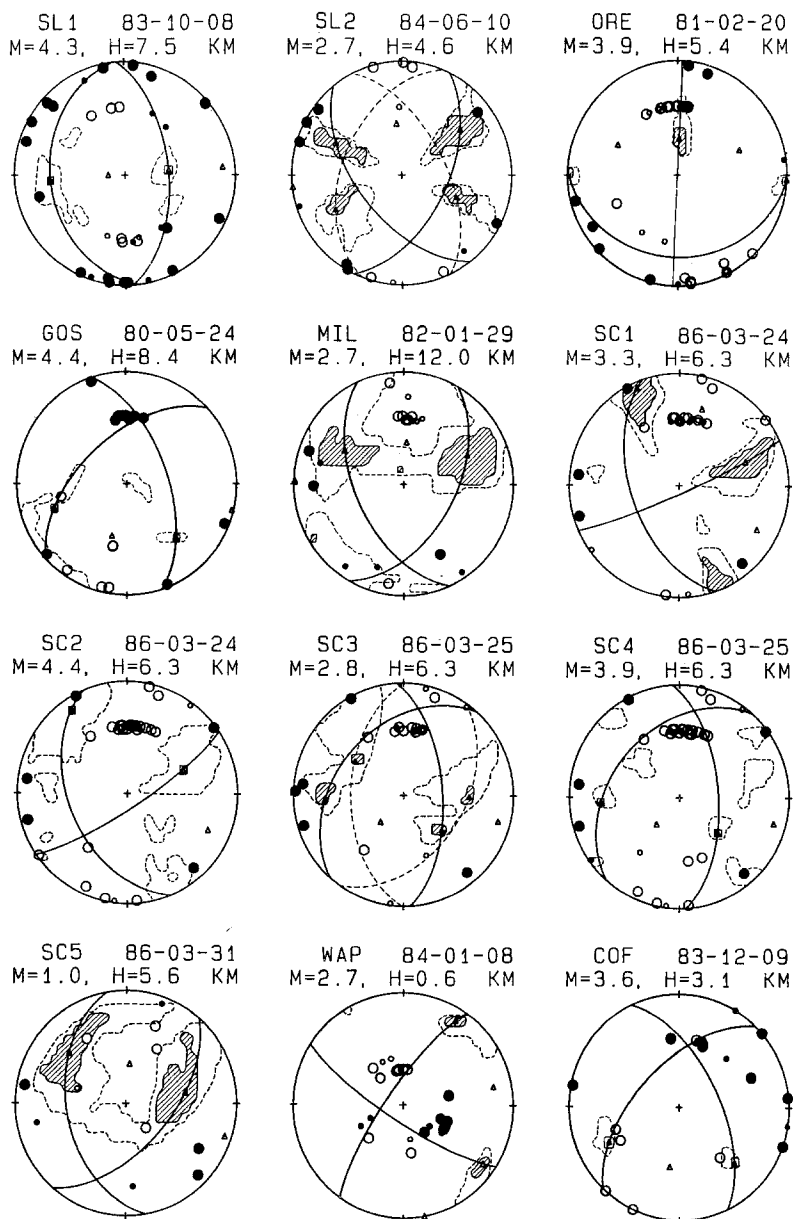 SL1 83-10-08
M=4.3, H=7.5 KM
SL2 84-06-10
M=2.7, H=4.6 KM
ORE 81-02-20
M=3.9, H=5.4 KM
GOS 80-05-24
M=4.4, H=8.4 KM
MIL 82-01-29
M=2.7, H=12.0 KM
SC1 86-03-24
M=3.3, H=6.3 KM
SC2 86-03-24
M=4.4, H=6.3 KM
SC3 86-03-25
M=2.8, H=6.3 KM
SC4 86-03-25
M=3.9, H=6.3 KM
SC5 86-03-31
M=1.0, H=5.6 KM
WAP 84-01-08
M=2.7, H=0.6 KM
COF 83-12-09
M=3.6, H=3.1 KM